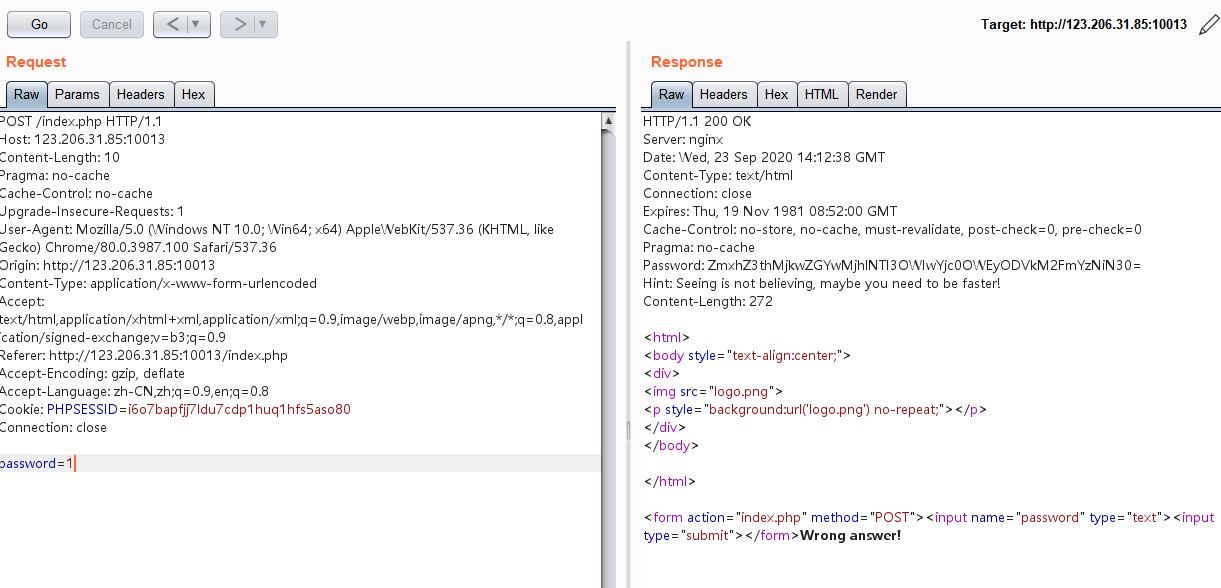 Go Cancel < > Target: http://123.206.31.85:10013
Request
Raw Params Headers Hex
POST /index.php HTTP/1.1
Host: 123.206.31.85:10013
Content-Length: 10
Pragma: no-cache
Cache-Control: no-cache
Upgrade-Insecure-Requests: 1
User-Agent: Mozilla/5.0 (Windows NT 10.0; Win64; x64) AppleWebKit/537.36 (KHTML, like
Gecko) Chrome/80.0.3987.100 Safari/537.36
Origin: http://123.206.31.85:10013
Content-Type: application/x-www-form-urlencoded
Accept:
text/html,application/xhtml+xml,application/xml;q=0.9,image/webp,image/apng,*/*;q=0.8,appl
ication/signed-exchange;v=b3;q=0.9
Referer: http://123.206.31.85:10013/index.php
Accept-Encoding: gzip, deflate
Accept-Language: zh-CN,zh;q=0.9,en;q=0.8
Cookie: PHPSESSID=i6o7bapfjj7ldu7cdp1huq1hfs5aso80
Connection: close
password=1
Response
Raw Headers Hex HTML Render
HTTP/1.1 200 OK
Server: nginx
Date: Wed, 23 Sep 2020 14:12:38 GMT
Content-Type: text/html
Connection: close
Expires: Thu, 19 Nov 1981 08:52:00 GMT
Cache-Control: no-store, no-cache, must-revalidate, post-check=0, pre-check=0
Pragma: no-cache
Password: ZmxhZ3thMjkwZGYwMjhlNTI3OWIwYjc0OWEyODVkM2FmYzNiN30=
Hint: Seeing is not believing, maybe you need to be faster!
Content-Length: 272
<html>
<body style="text-align:center;">
<div>
<img src="logo.png">
<p style="background:url('logo.png') no-repeat;"></p>
</div>
</body>
</html>
<form action="index.php" method="POST"><input name="password" type="text"><input
type="submit"></form>Wrong answer!